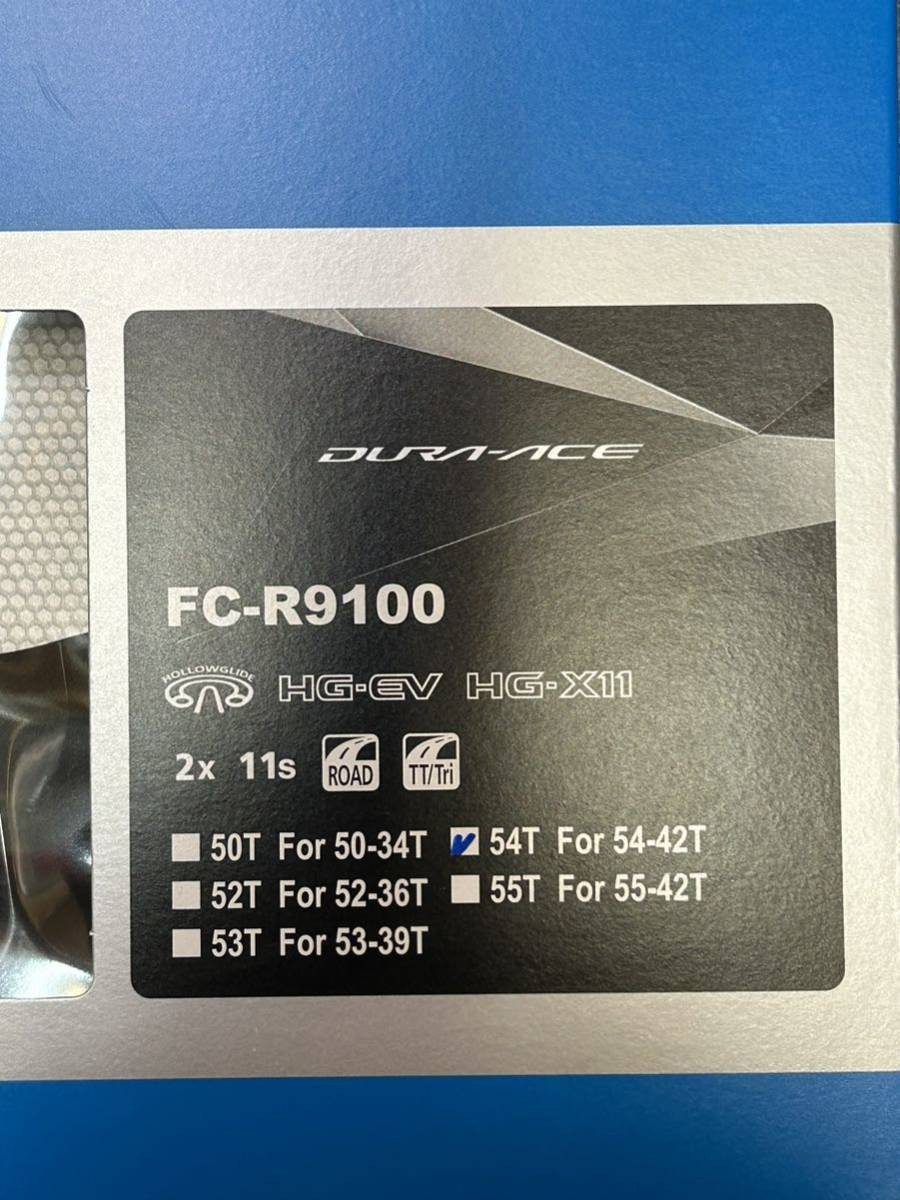 DURA-ACE
FC-R9100
HOLLOWGLIDE HG-EV HG-X11
2x 11s ROAD TT/Tri
50T For 50-34T 54T For 54-42T
52T For 52-36T 55T For 55-42T
53T For 53-39T